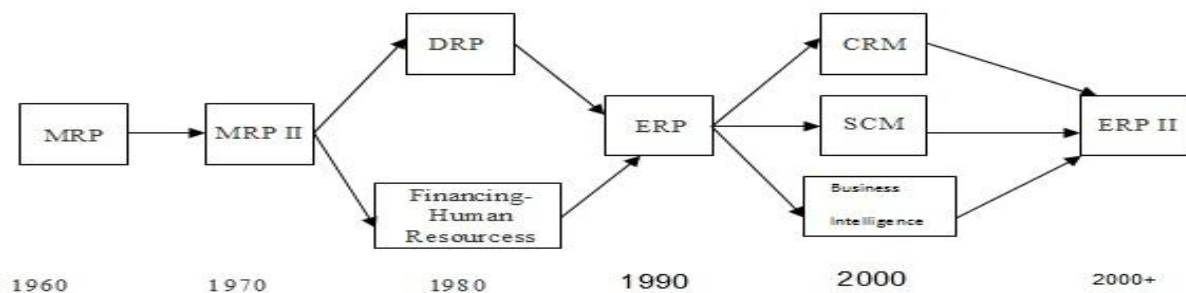 DRP
CRM
MRP
MRP II
ERP
SCM
ERP II
Financing-
Human
Resourcess
Business
Intelligence
1960
1970
1980
1990
2000
2000+